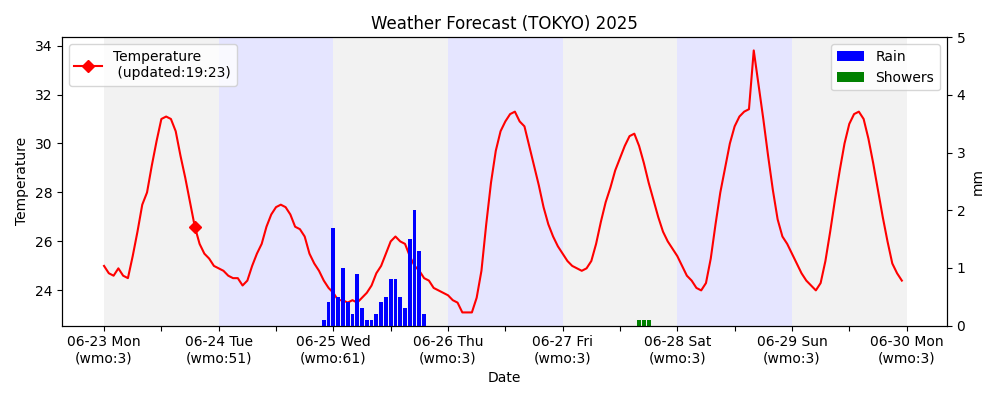 Weather Forecast (TOKYO) 2025
Temperature
(updated:19:23)
Rain
Showers
34
32
30
28
26
24
Temperature
5
4
3
2
1
0
mm
06-23 Mon
(wmo:3)
06-24 Tue
(wmo:51)
06-25 Wed
(wmo:61)
06-26 Thu
(wmo:3)
06-27 Fri
(wmo:3)
06-28 Sat
(wmo:3)
06-29 Sun
(wmo:3)
06-30 Mon
(wmo:3)
Date